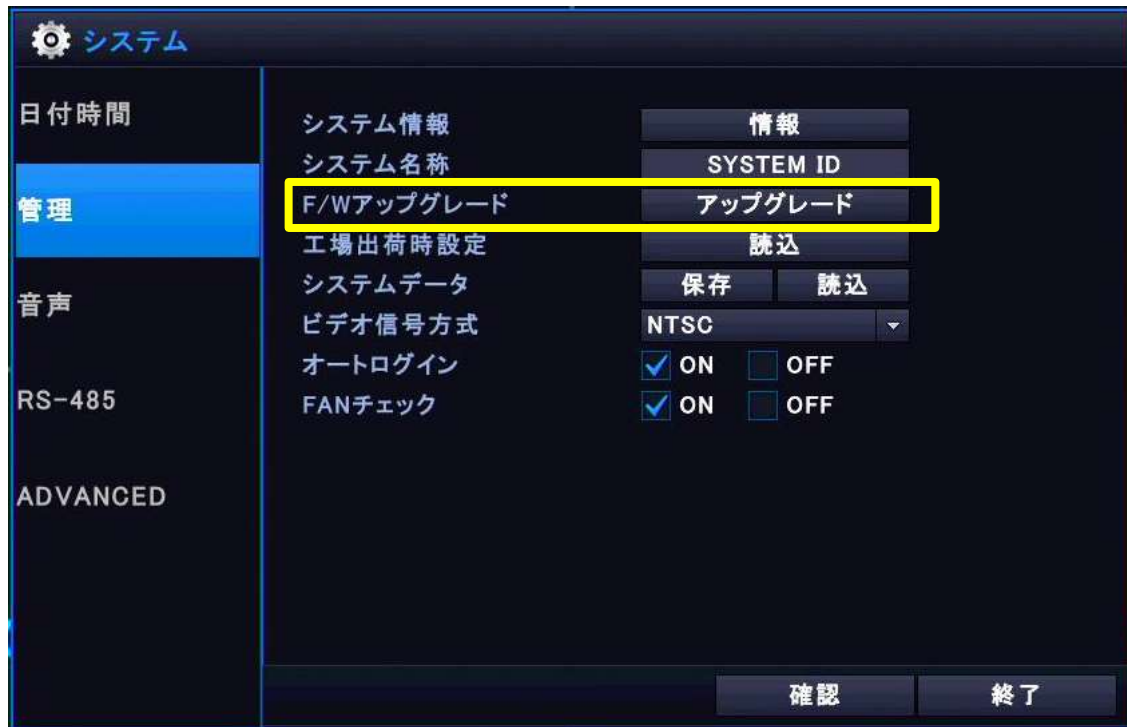 システム
日付時間
管理
音声
RS-485
ADVANCED
システム情報 情報
システム名称 SYSTEM ID
F/Wアップグレード アップグレード
工場出荷時設定 読込
システムデータ 保存 読込
ビデオ信号方式 NTSC
オートログイン ON OFF
FANチェック ON OFF
確認 終了